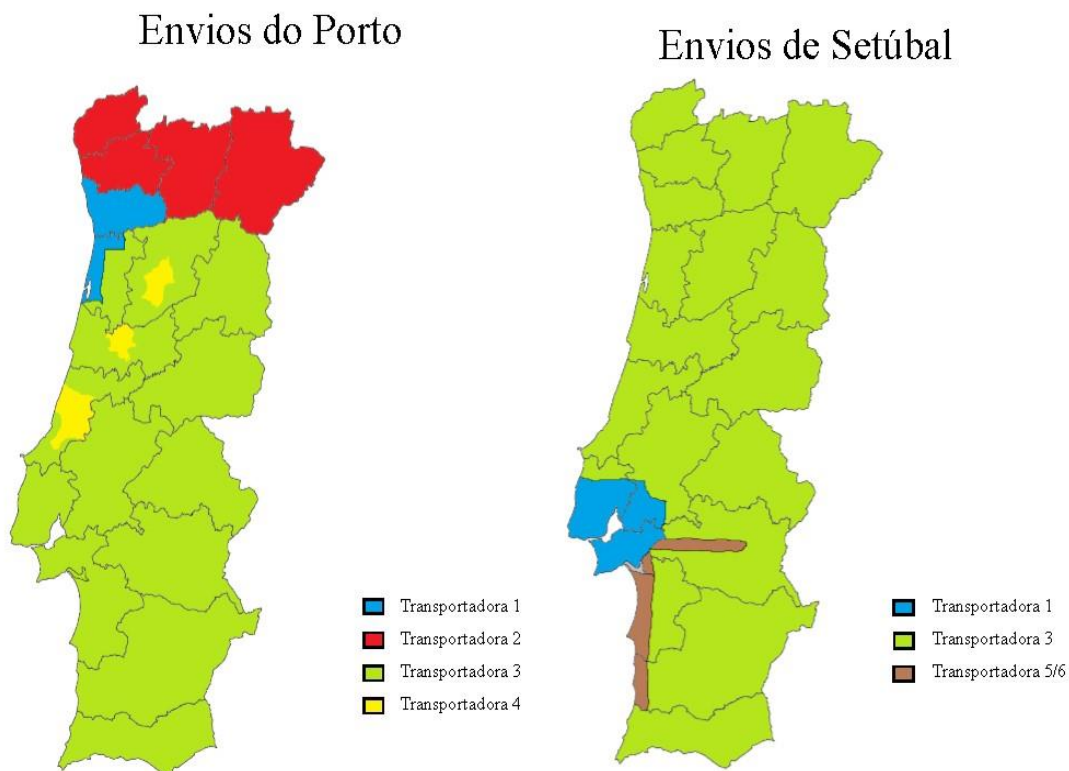 Envios do Porto
Transportadora 1
Transportadora 2
Transportadora 3
Transportadora 4
Envios de Setúbal
Transportadora 1
Transportadora 3
Transportadora 5/6